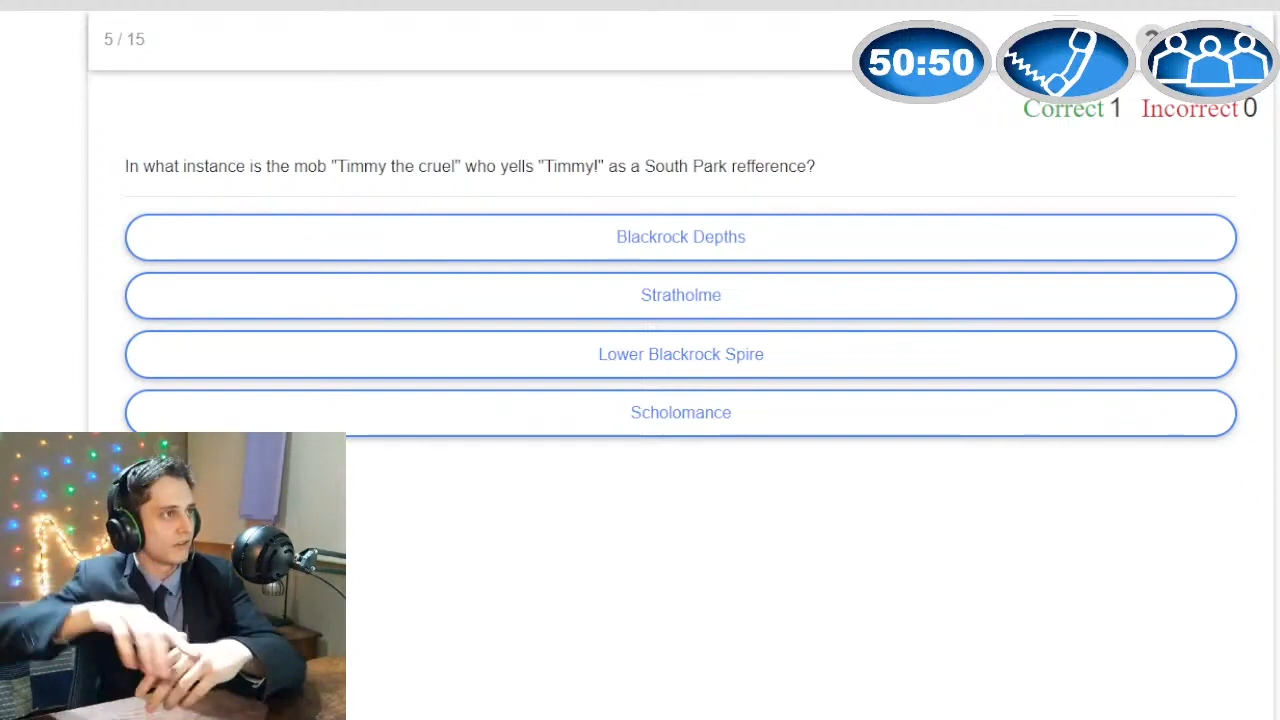 5 / 15
50:50
Correct 1 Incorrect 0
In what instance is the mob "Timmy the cruel" who yells "Timmy!" as a South Park refference?
Blackrock Depths
Stratholme
Lower Blackrock Spire
Scholomance